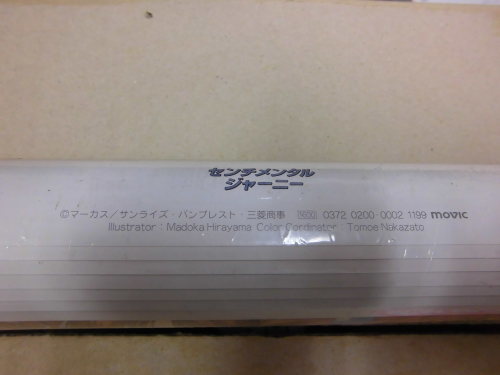 センチメンタル
ジャーニー
©マーカス／サンライズ・バンプレスト・三菱商事 0372 0200-0002 1199 movic
Illustrator：Madoka Hirayama Color Cordinator：Tomoe Nakazato